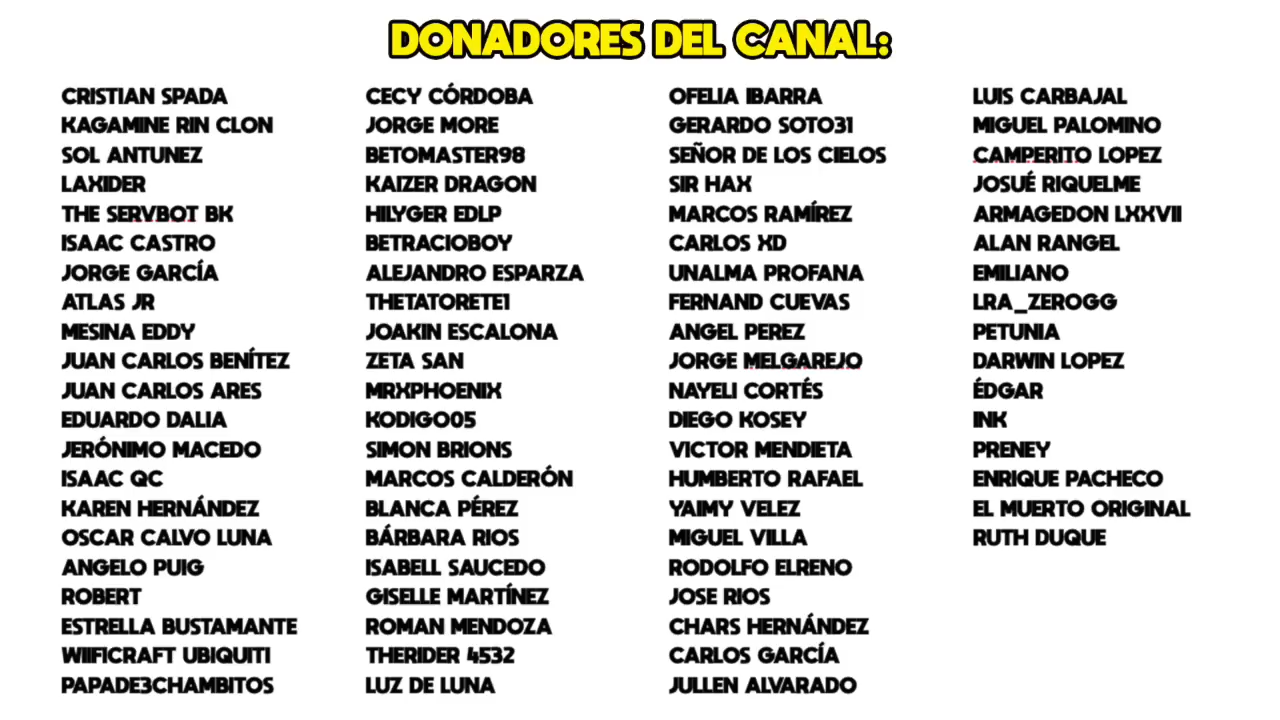 DONADORES DEL CANAL:
CRISTIAN SPADA
KAGAMINE RIN CLON
SOL ANTUNEZ
LAXIDER
THE SERVBOT BK
ISAAC CASTRO
JORGE GARCÍA
ATLAS JR
MESINA EDDY
JUAN CARLOS BENÍTEZ
JUAN CARLOS ARES
EDUARDO DALIA
JERÓNIMO MACEDO
ISAAC QC
KAREN HERNÁNDEZ
OSCAR CALVO LUNA
ANGELO PUIG
ROBERT
ESTRELLA BUSTAMANTE
WIIFICRAFT UBIQUITI
PAPADE3CHAMBITOS
CECY CÓRDOBA
JORGE MORE
BETOMASTER98
KAIZER DRAGON
HILYGER EDLP
BETRACIOBOY
ALEJANDRO ESPARZA
THETATORETE1
JOAKIN ESCALONA
ZETA SAN
MRXPHOENIX
KODIGO05
SIMON BRIONS
MARCOS CALDERÓN
BLANCA PÉREZ
BÁRBARA RIOS
ISABELL SAUCEDO
GISELLE MARTÍNEZ
ROMAN MENDOZA
THERIDER 4532
LUZ DE LUNA
OFELIA IBARRA
GERARDO SOTO31
SEÑOR DE LOS CIELOS
SIR HAX
MARCOS RAMÍREZ
CARLOS XD
UNALMA PROFANA
FERNAND CUEVAS
ANGEL PEREZ
JORGE MELGAREJO
NAYELI CORTÉS
DIEGO KOSEY
VICTOR MENDIETA
HUMBERTO RAFAEL
YAIMY VELEZ
MIGUEL VILLA
RODOLFO ELRENO
JOSE RIOS
CHARS HERNÁNDEZ
CARLOS GARCÍA
JULLEN ALVARADO
LUIS CARBAJAL
MIGUEL PALOMINO
CAMPERITO LOPEZ
JOSUÉ RIQUELME
ARMAGEDON LXXVII
ALAN RANGEL
EMILIANO
LRA_ZEROGG
PETUNIA
DARWIN LOPEZ
ÉDGAR
INK
PRENEY
ENRIQUE PACHECO
EL MUERTO ORIGINAL
RUTH DUQUE